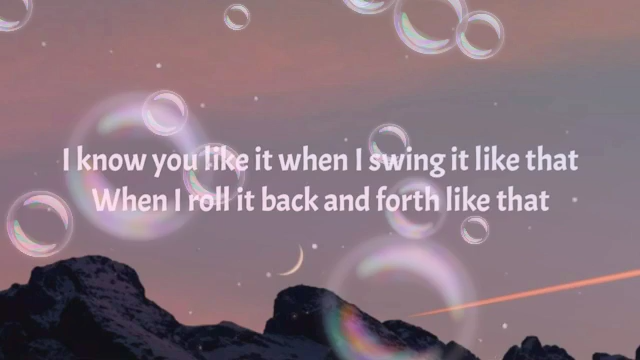 I know you like it when I swing it like that
When I roll it back and forth like that